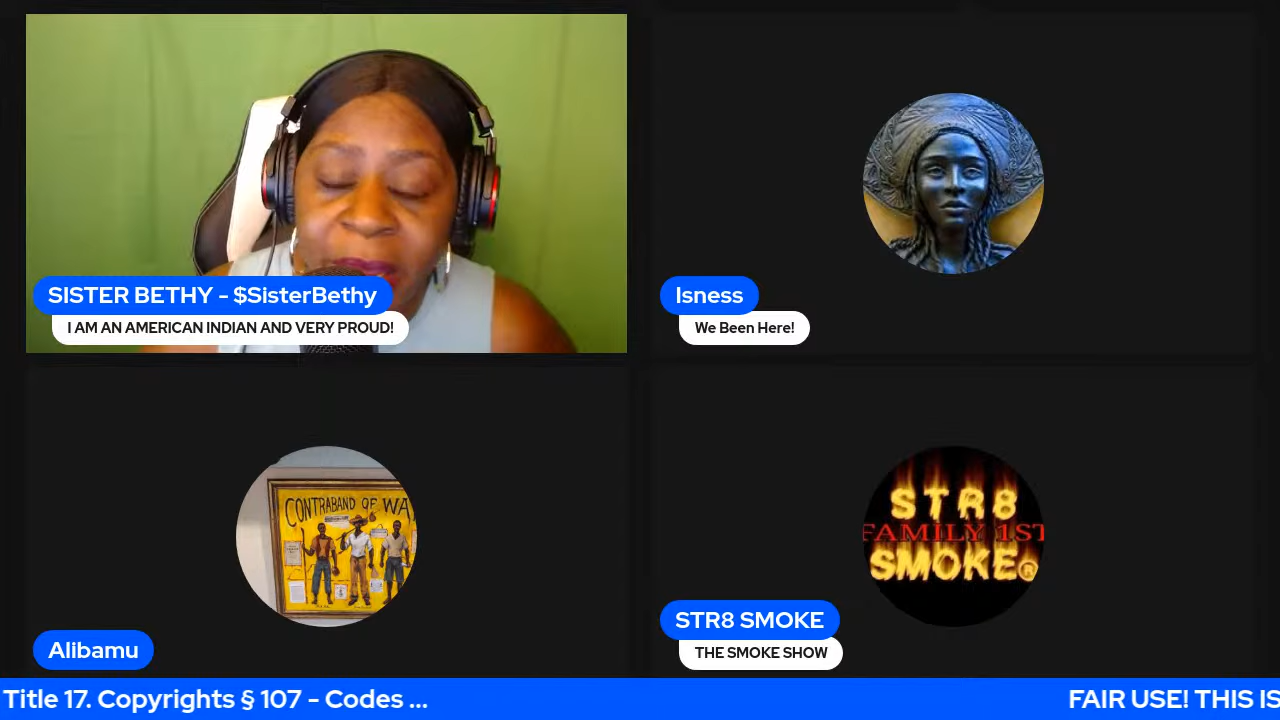 SISTER BETHY - $SisterBethy
I AM AN AMERICAN INDIAN AND VERY PROUD!
Isness
We Been Here!
CONTRABAND OF WA
Alibamu
STR8
FAMILY 1ST
SMOKE®
STR8 SMOKE
THE SMOKE SHOW
Title 17. Copyrights § 107 - Codes ...
FAIR USE! THIS IS